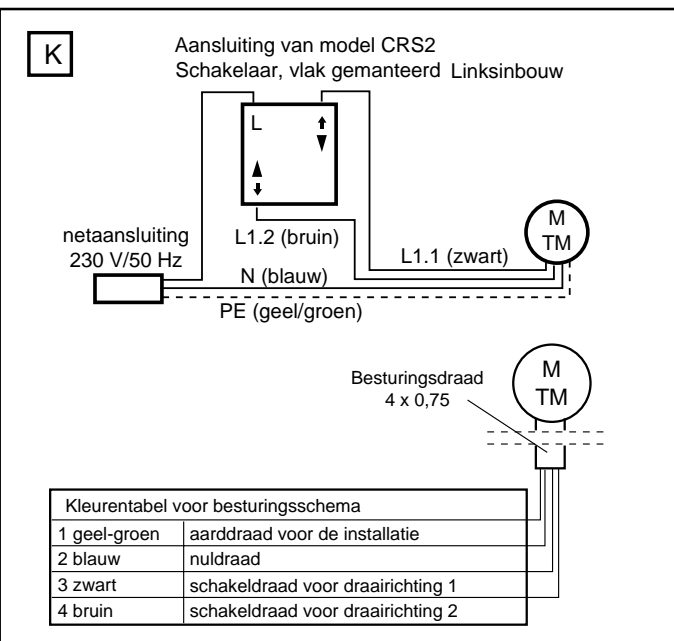 K
Aansluiting van model CRS2
Schakelaar, vlak gemanteerd Linksinbouw
L
netaansluiting
230 V/50 Hz
L1.2 (bruin)
L1.1 (zwart)
M
TM
N (blauw)
PE (geel/groen)
Besturingsdraad
4 x 0,75
M
TM
Kleurentabel voor besturingsschema
1 geel-groen aarddraad voor de installatie
2 blauw nuldraad
3 zwart schakeldraad voor draairichting 1
4 bruin schakeldraad voor draairichting 2